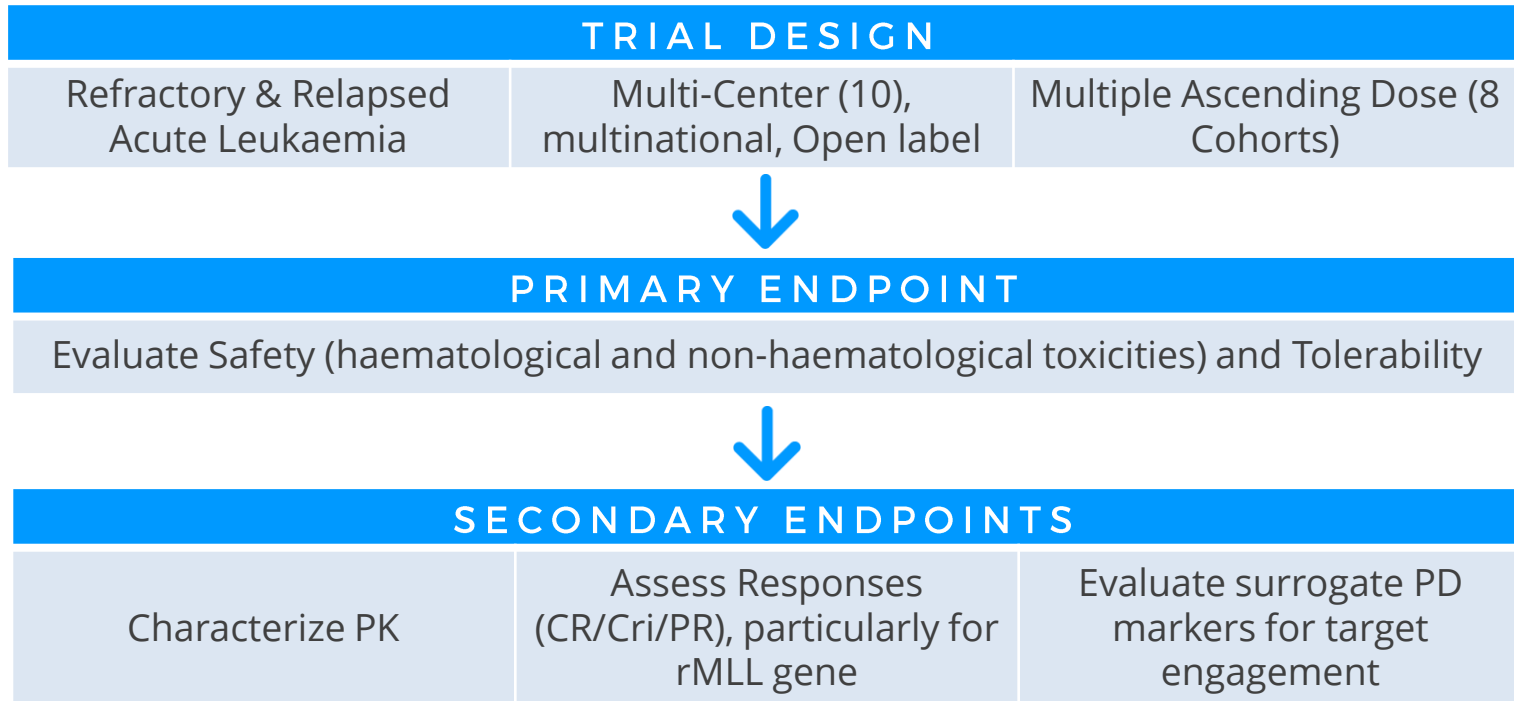 TRIAL DESIGN
Refractory & Relapsed
Acute Leukaemia
Multi-Center (10),
multinational, Open label
Multiple Ascending Dose (8
Cohorts)
PRIMARY ENDPOINT
Evaluate Safety (haematological and non-haematological toxicities) and Tolerability
SECONDARY ENDPOINTS
Characterize PK
Assess Responses
(CR/Cri/PR), particularly for
rMLL gene
Evaluate surrogate PD
markers for target
engagement